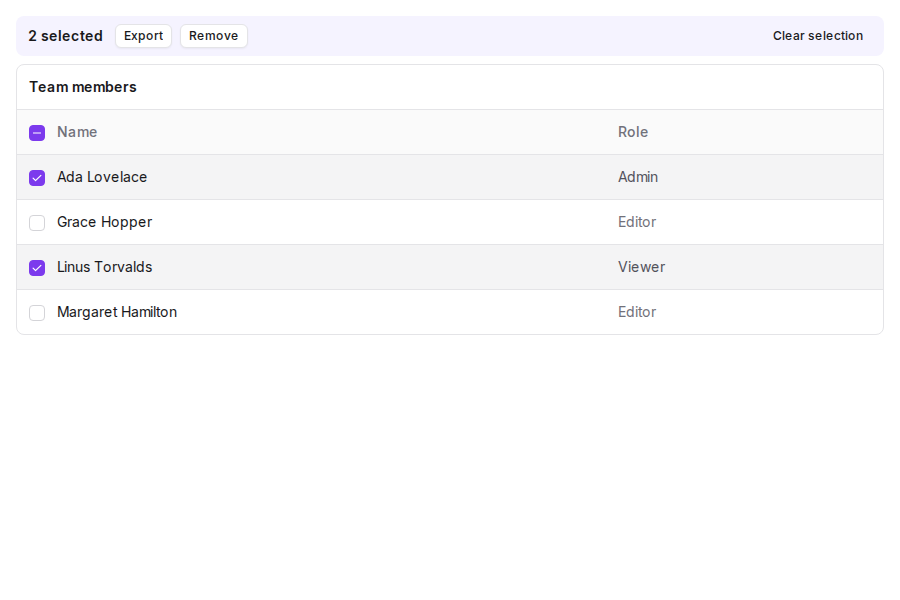 2 selected Export Remove Clear selection
Team members
Name Role
Ada Lovelace Admin
Grace Hopper Editor
Linus Torvalds Viewer
Margaret Hamilton Editor